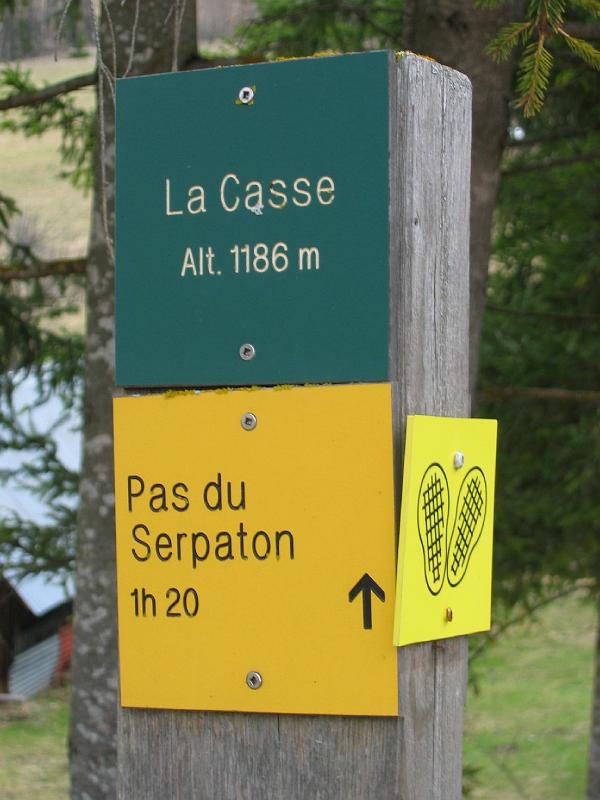 La Casse
Alt. 1186 m
Pas du
Serpaton
1h 20